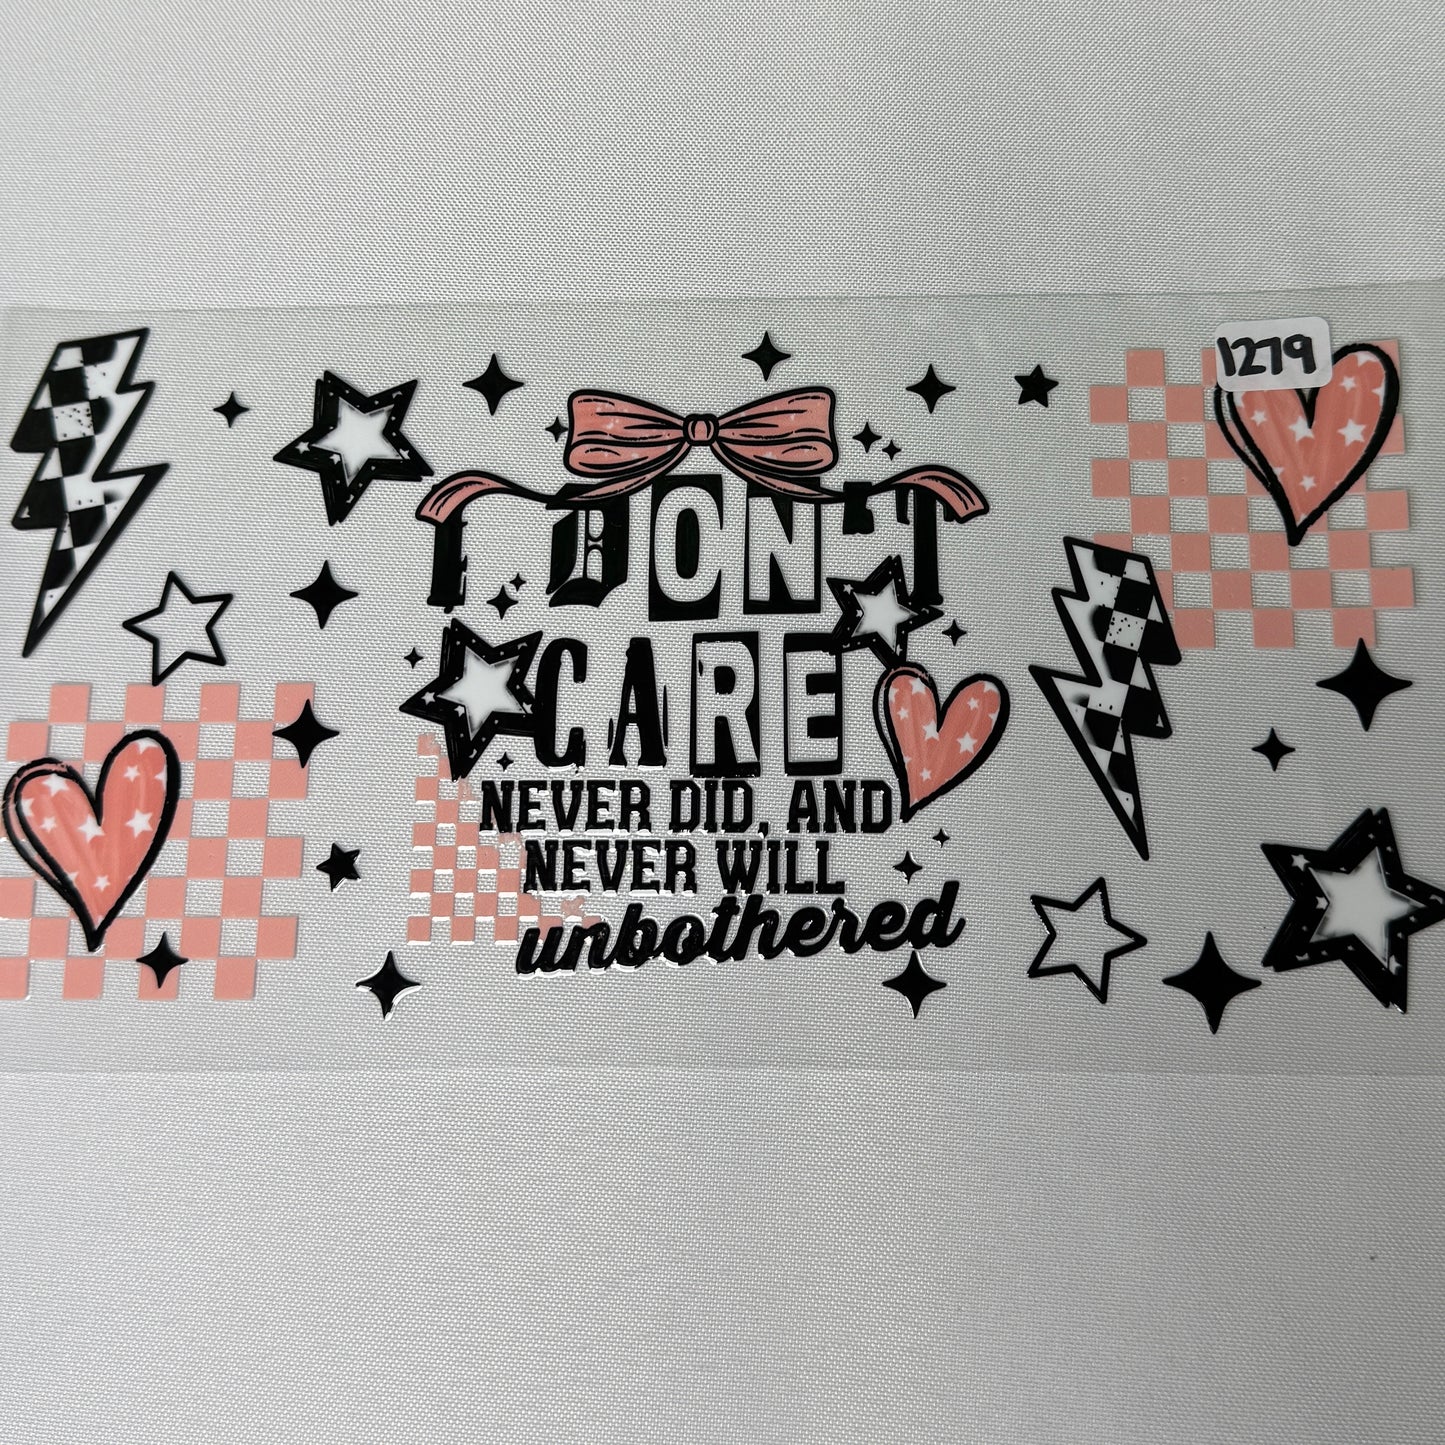 1279
I DON'T
CARE
NEVER DID, AND
NEVER WILL
unbothered